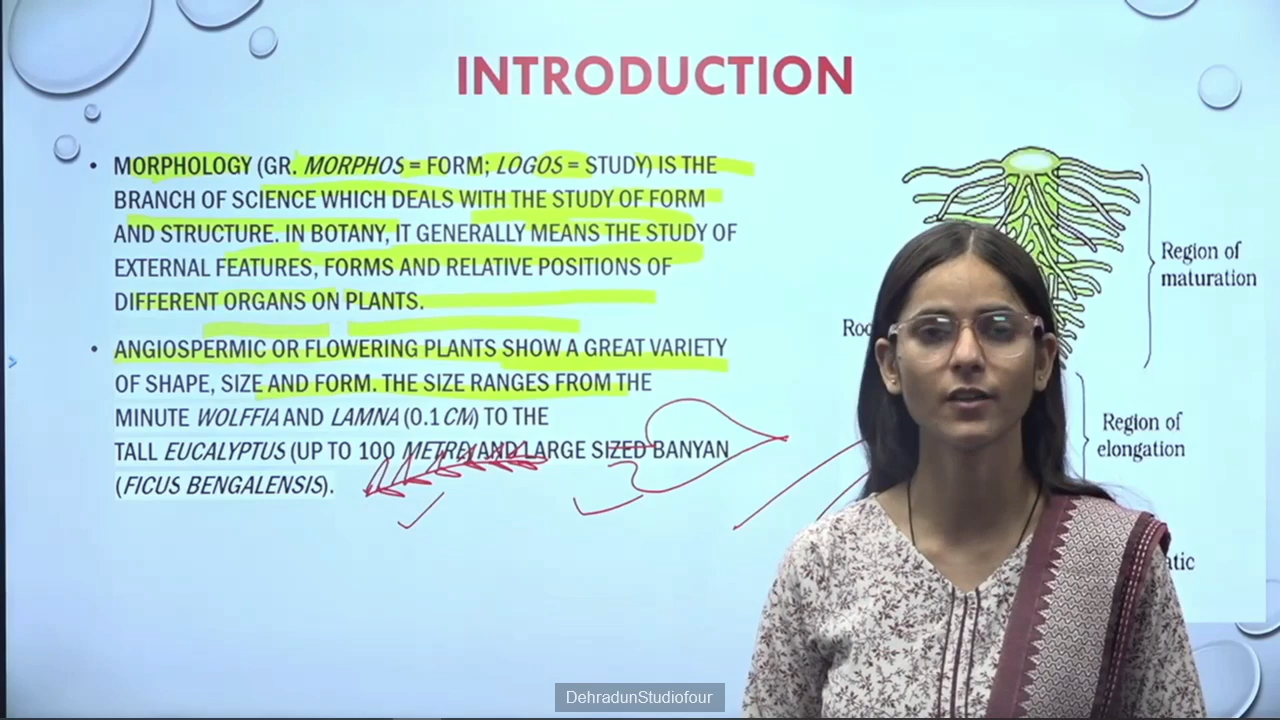 INTRODUCTION
• MORPHOLOGY (GR. MORPHOS = FORM; LOGOS = STUDY) IS THE
BRANCH OF SCIENCE WHICH DEALS WITH THE STUDY OF FORM
AND STRUCTURE. IN BOTANY, IT GENERALLY MEANS THE STUDY OF
EXTERNAL FEATURES, FORMS AND RELATIVE POSITIONS OF
DIFFERENT ORGANS ON PLANTS.
• ANGIOSPERMIC OR FLOWERING PLANTS SHOW A GREAT VARIETY
OF SHAPE, SIZE AND FORM. THE SIZE RANGES FROM THE
MINUTE WOLFFIA AND LAMNA (0.1 CM) TO THE
TALL EUCALYPTUS (UP TO 100 METRE) AND LARGE SIZED BANYAN
(FICUS BENGALENSIS).
Region of
maturation
Region of
elongation
DehradunStudiofour